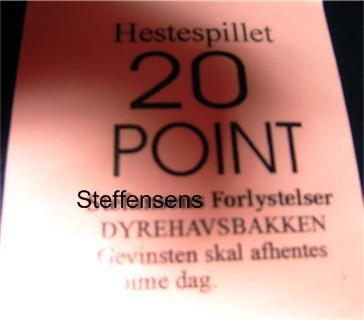 Hestespillet
20
POINT
Steffensens Forlystelser
DYREHAVSBAKKEN
Gevinsten skal afhentes
dag.